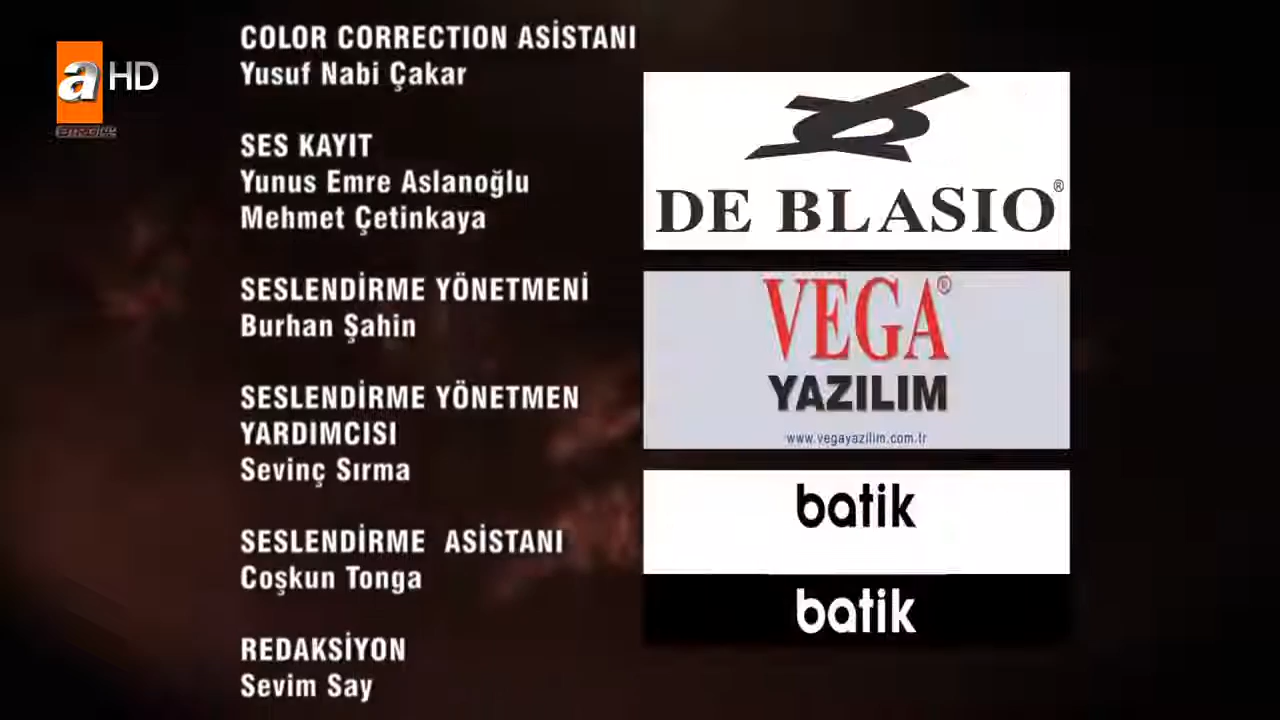 a HD
COLOR CORRECTION ASİSTANI
Yusuf Nabi Çakar
SES KAYIT
Yunus Emre Aslanoğlu
Mehmet Çetinkaya
SESLENDİRME YÖNETMENİ
Burhan Şahin
SESLENDİRME YÖNETMEN
YARDIMCISI
Sevinç Sırma
SESLENDİRME ASİSTANI
Coşkun Tonga
REDAKSİYON
Sevim Say
DE BLASIO®
VEGA®
YAZILIM
www.vegayazilim.com.tr
batik
batik